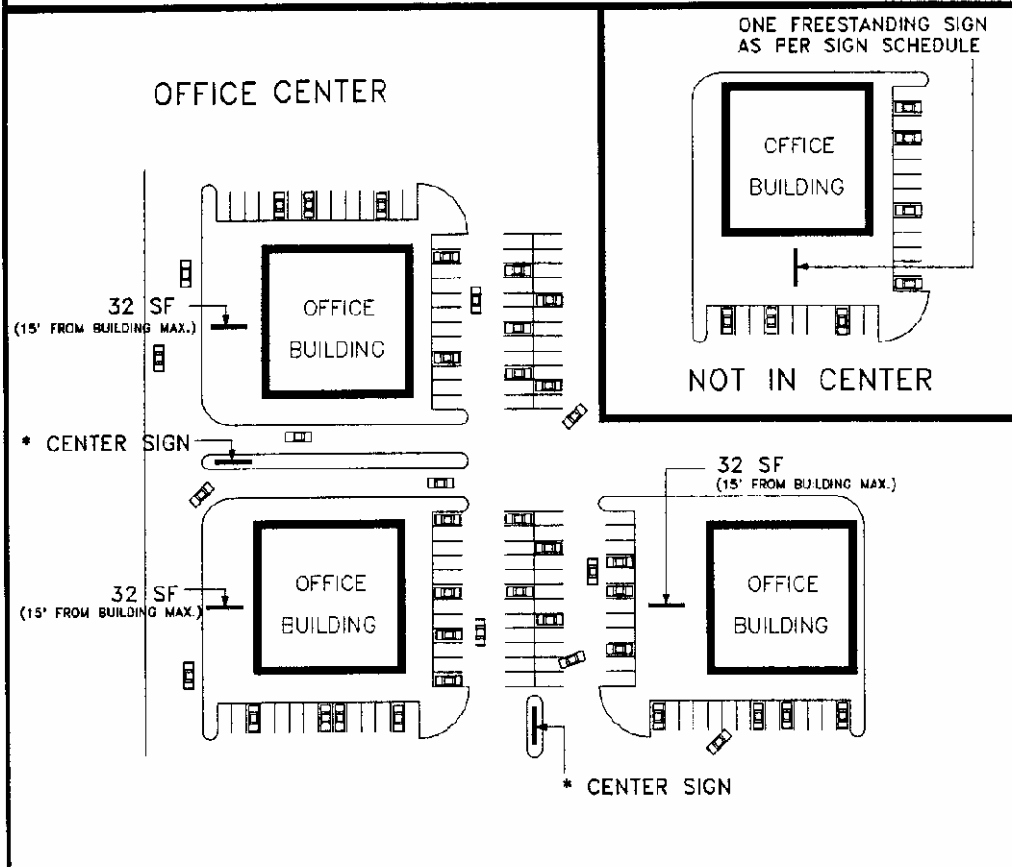 OFFICE CENTER
OFFICE
BUILDING
32 SF
(15' FROM BUILDING MAX.)
* CENTER SIGN
OFFICE
BUILDING
32 SF
(15' FROM BUILDING MAX.)
32 SF
(15' FROM BUILDING MAX.)
OFFICE
BUILDING
* CENTER SIGN
ONE FREESTANDING SIGN
AS PER SIGN SCHEDULE
OFFICE
BUILDING
NOT IN CENTER